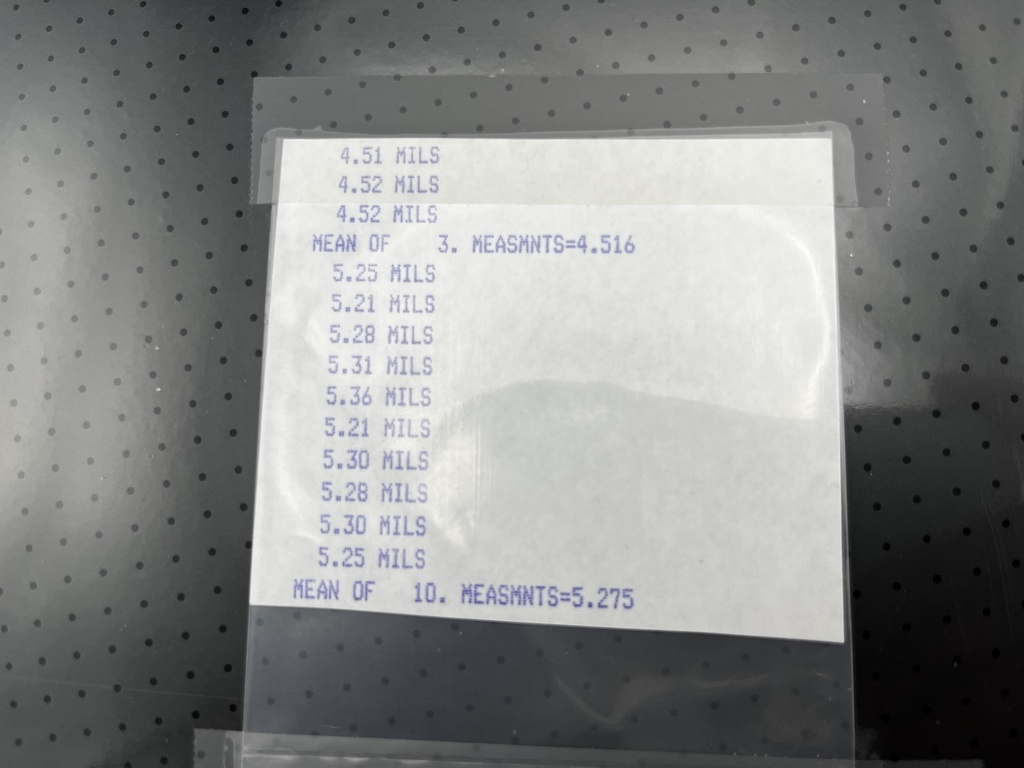 4.51 MILS
4.52 MILS
4.52 MILS
MEAN OF 3. MEASMNTS=4.516
5.25 MILS
5.21 MILS
5.28 MILS
5.31 MILS
5.36 MILS
5.21 MILS
5.30 MILS
5.28 MILS
5.30 MILS
5.25 MILS
MEAN OF 10. MEASMNTS=5.275